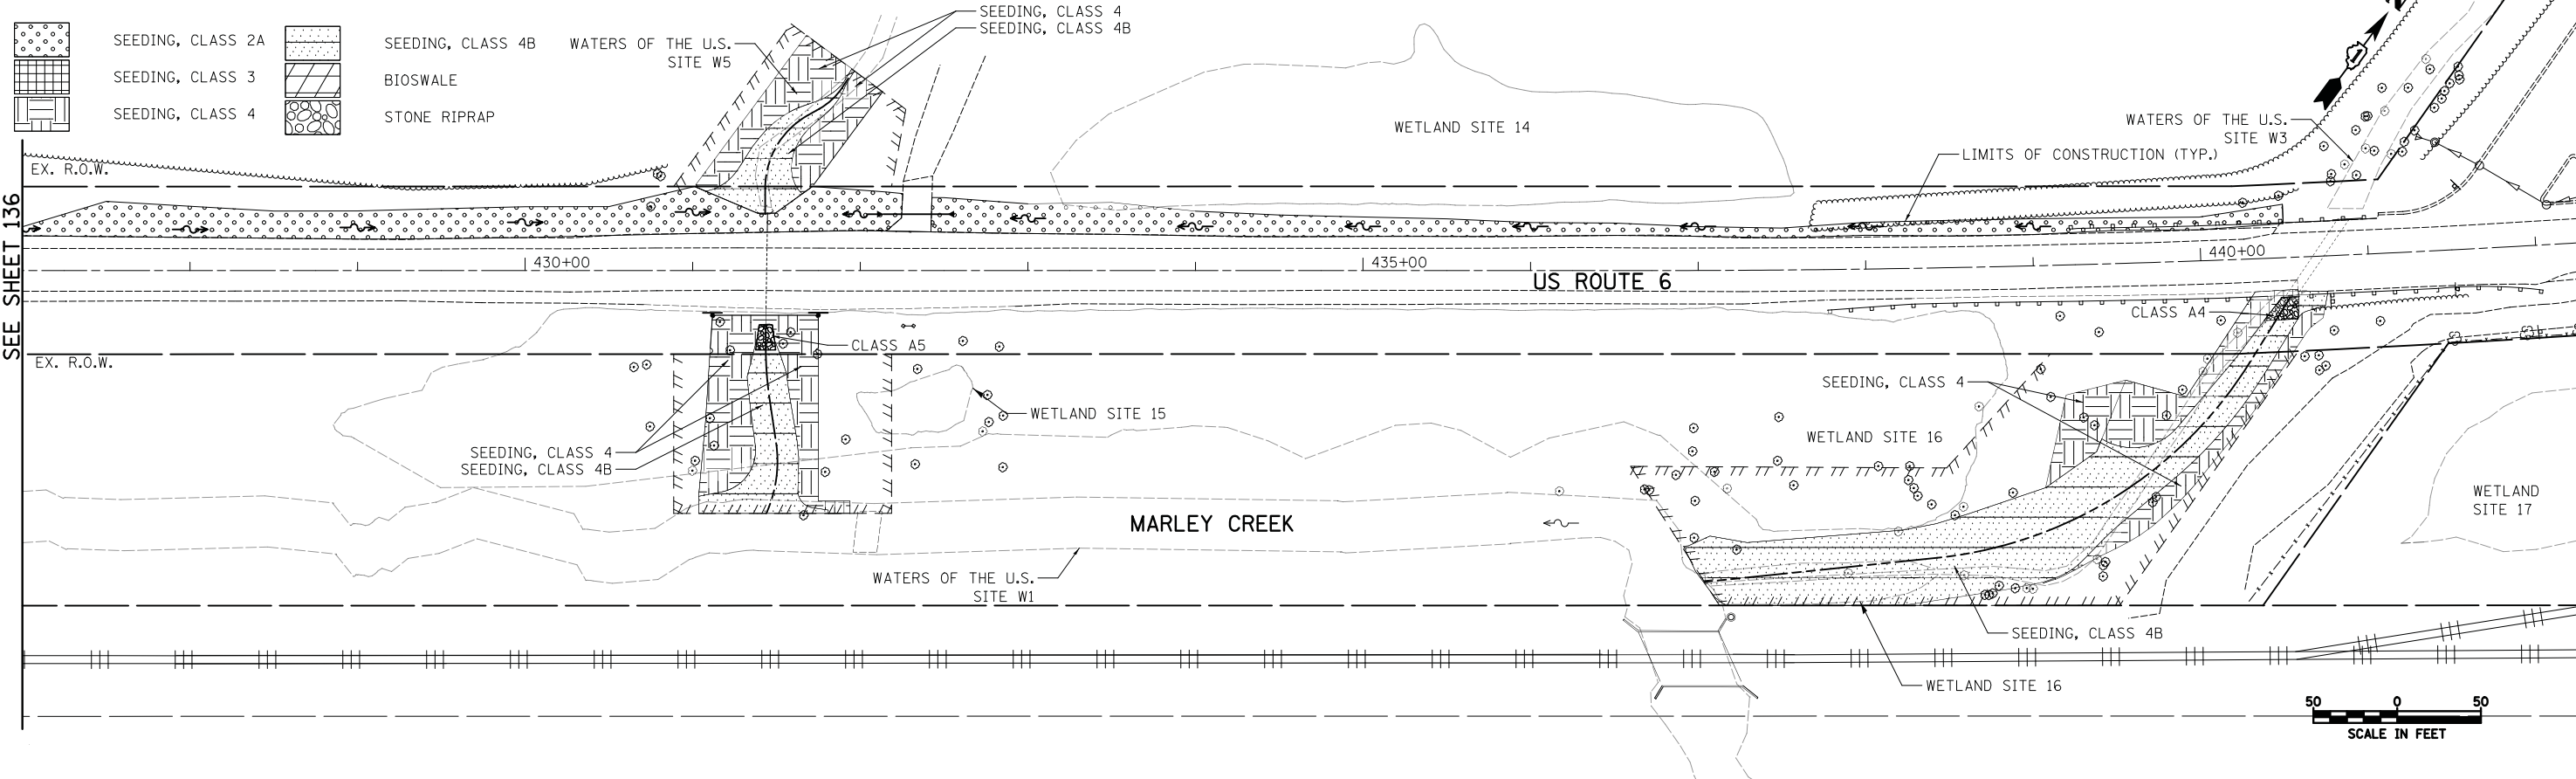 SEEDING, CLASS 2A
SEEDING, CLASS 3
SEEDING, CLASS 4
SEEDING, CLASS 4B
BIOSWALE
STONE RIPRAP
WATERS OF THE U.S.
SITE W5
SEEDING, CLASS 4
SEEDING, CLASS 4B
WETLAND SITE 14
WATERS OF THE U.S.
SITE W3
LIMITS OF CONSTRUCTION (TYP.)
SEE SHEET 136
EX. R.O.W.
430+00
435+00
440+00
US ROUTE 6
EX. R.O.W.
CLASS A5
CLASS A4
WETLAND SITE 15
SEEDING, CLASS 4
SEEDING, CLASS 4B
SEEDING, CLASS 4
WETLAND SITE 16
WETLAND
SITE 17
MARLEY CREEK
WATERS OF THE U.S.
SITE W1
SEEDING, CLASS 4B
WETLAND SITE 16
50 0 50
SCALE IN FEET